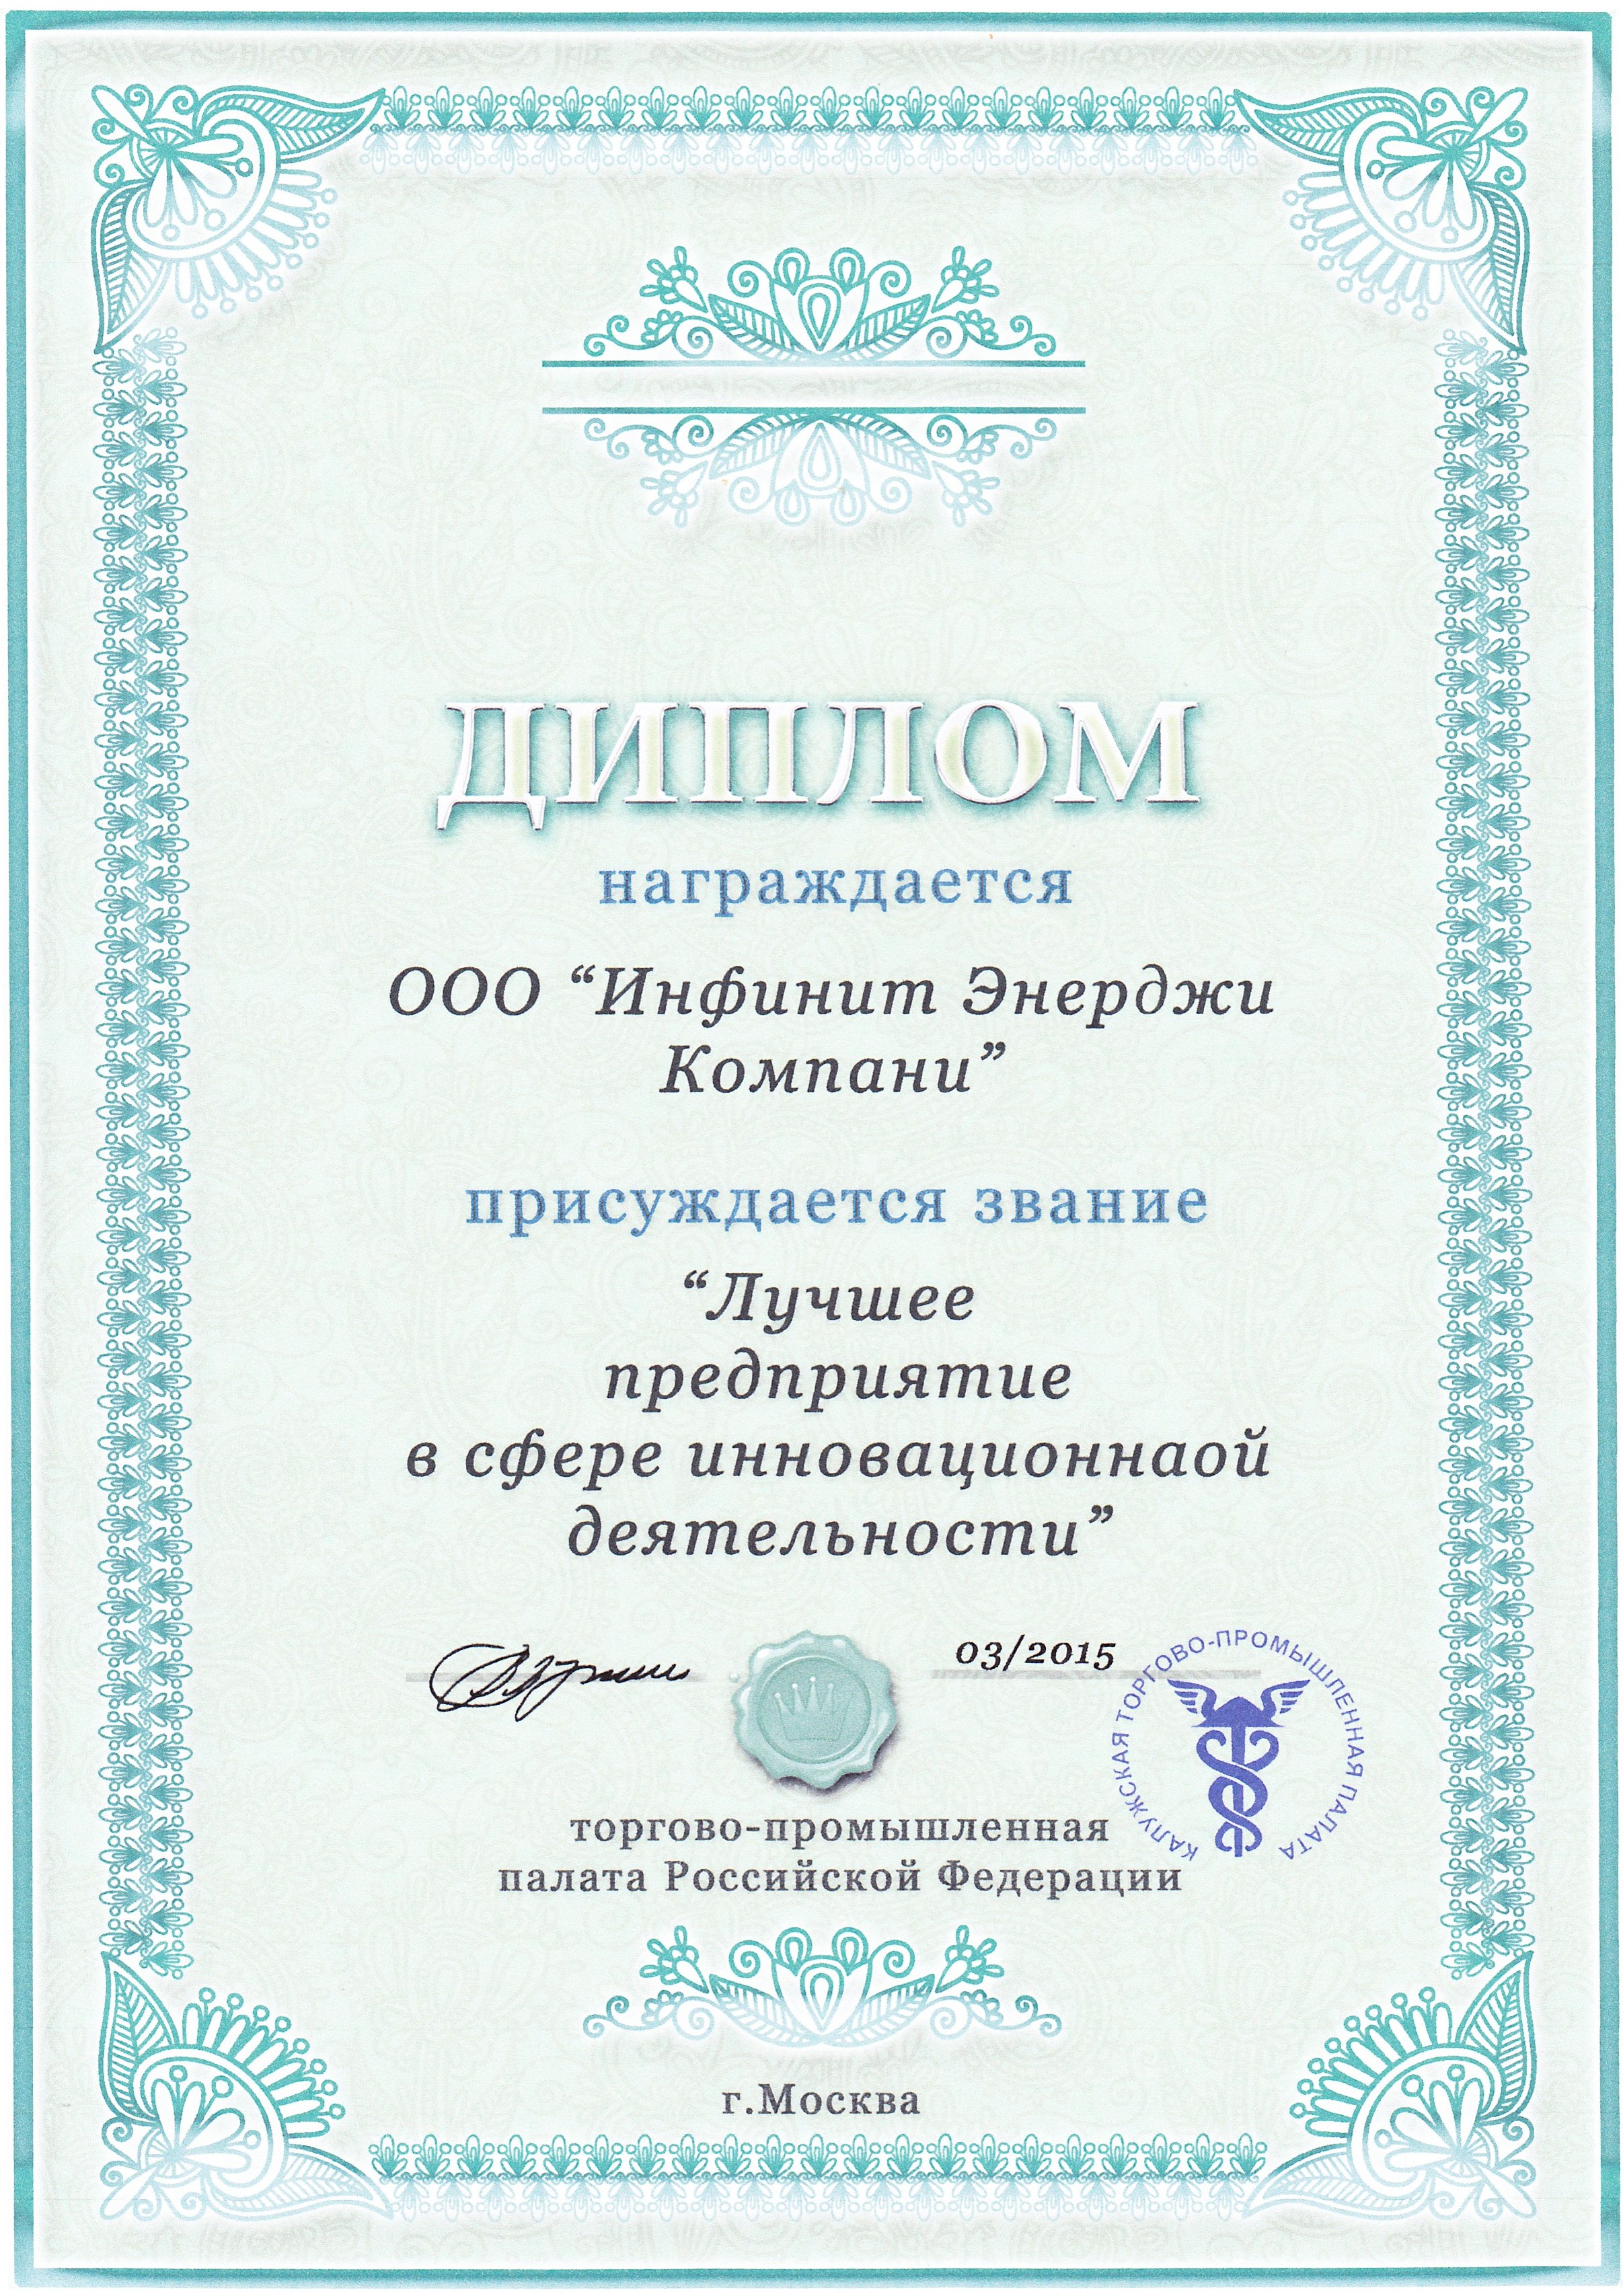 ДИПЛОМ
награждается
ООО “Инфинит Энерджи
Компани”
присуждается звание
“Лучшее
предприятие
в сфере инновационнаой
деятельности”
03/2015
КАЛУЖСКАЯ ТОРГОВО-ПРОМЫШЛЕННАЯ ПАЛАТА
торгово-промышленная
палата Российской Федерации
г.Москва